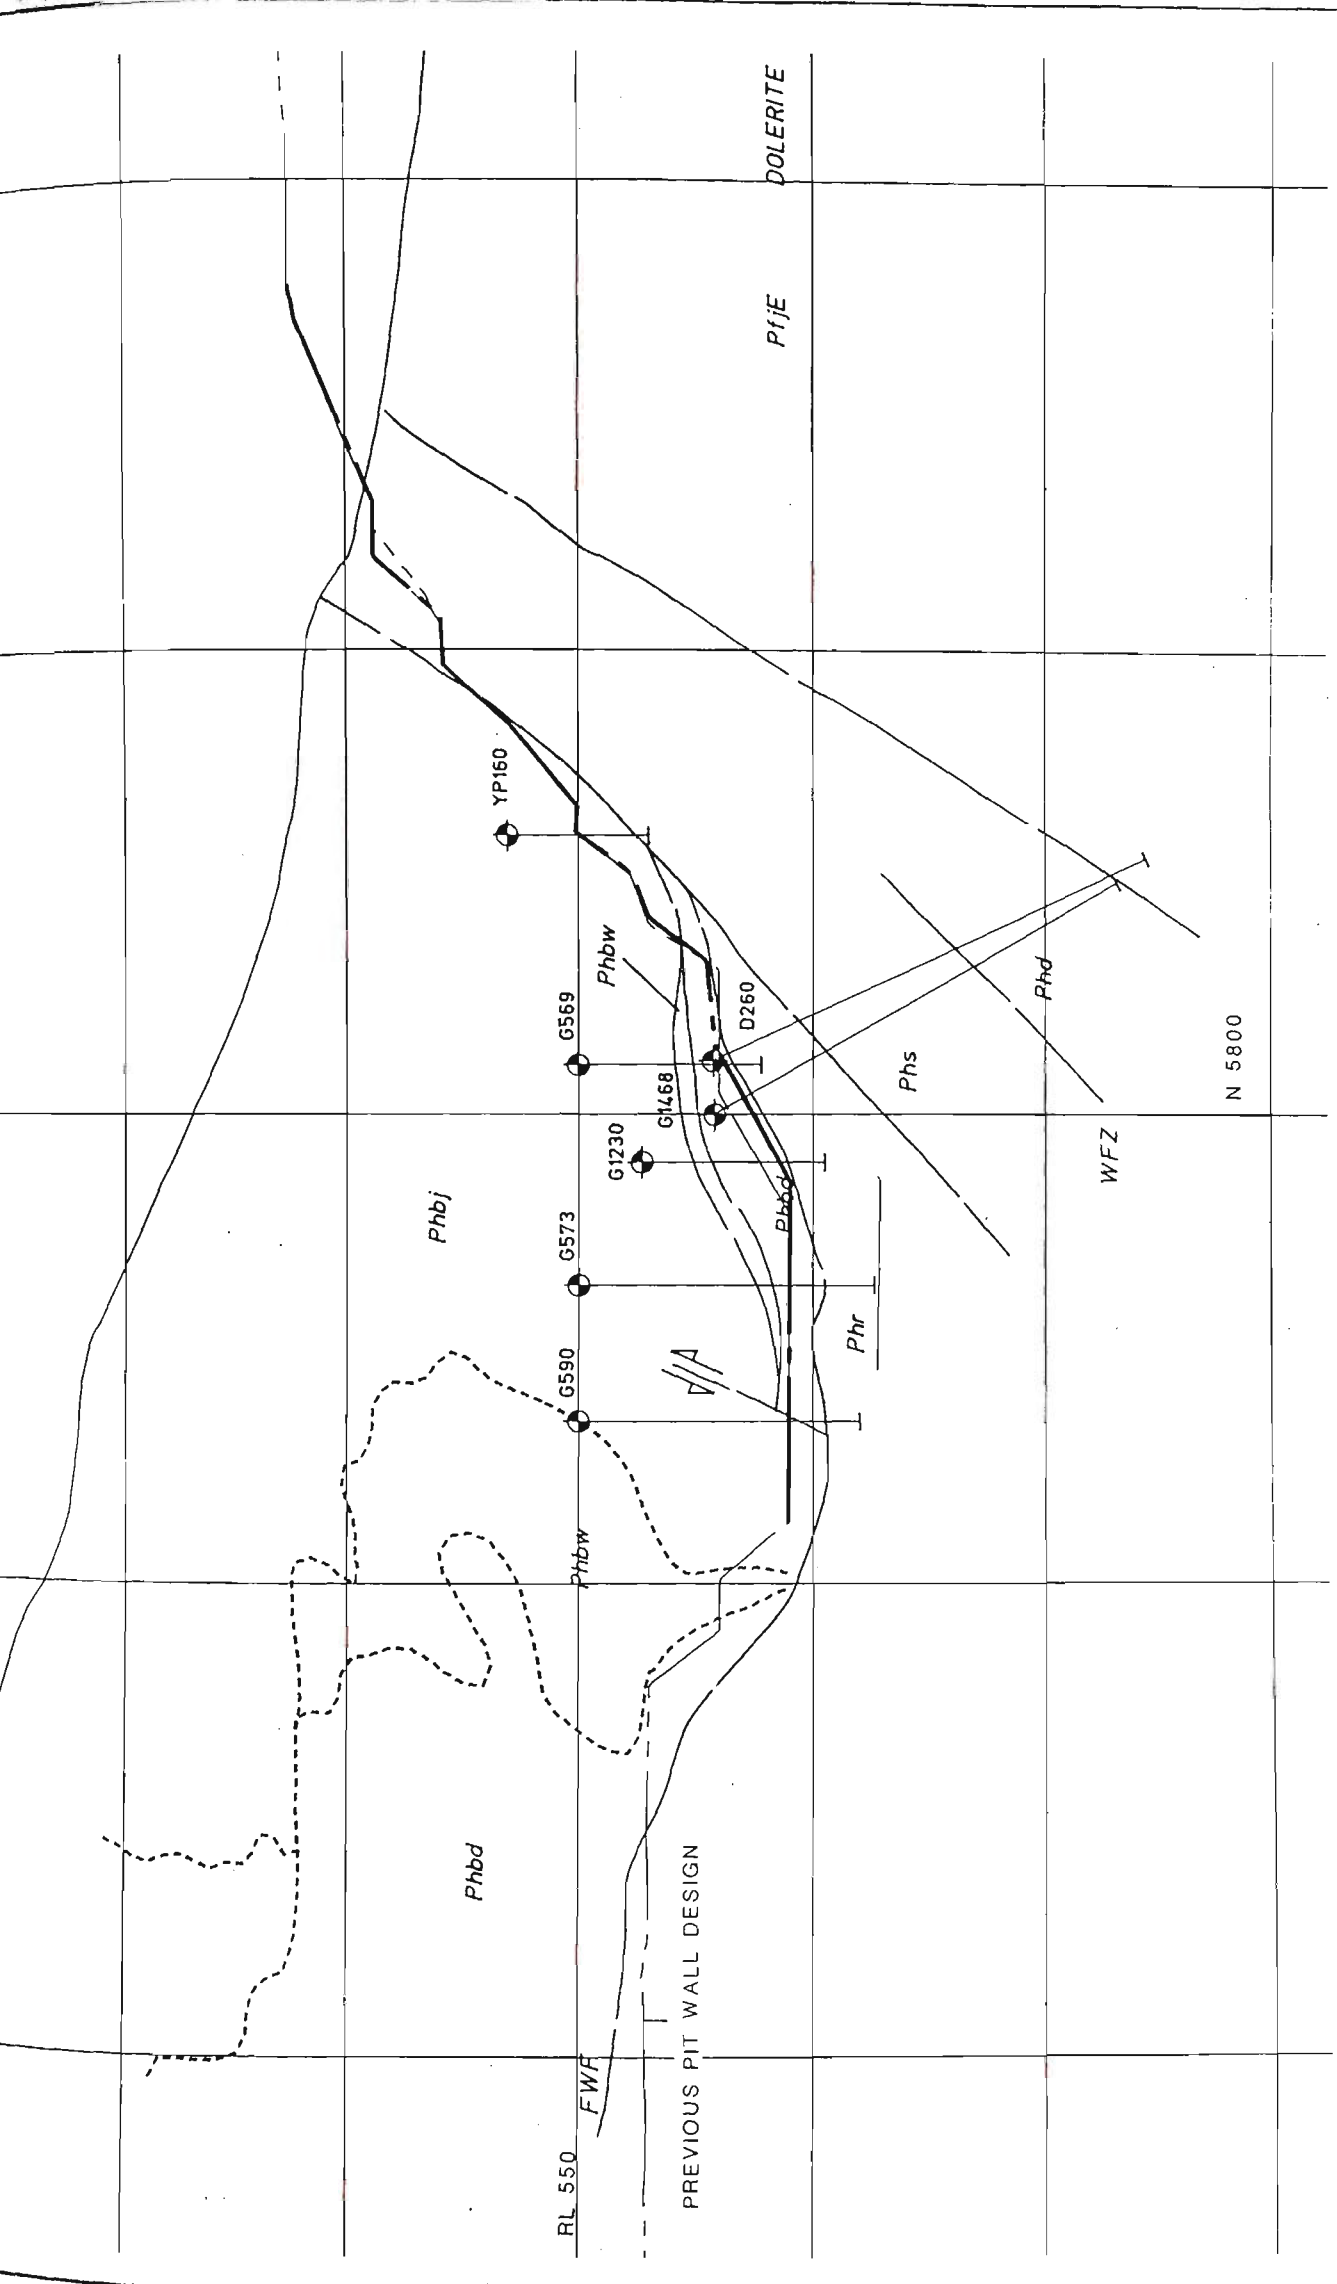 DOLERITE
PfjE
YP160
Phbw
G569
D260
G1468
G1230
Phbd
Phs
Phd
N 5800
WFZ
Phbj
G573
Phr
G590
Phbw
Phbd
FWF
RL 550
PREVIOUS PIT WALL DESIGN